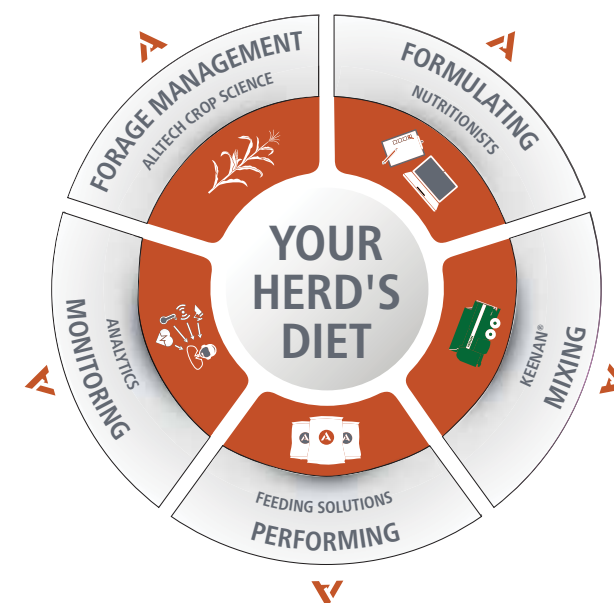 FORAGE MANAGEMENT
ALLTECH CROP SCIENCE
FORMULATING
NUTRITIONISTS
YOUR
HERD'S
DIET
MONITORING
ANALYTICS
KEENAN®
MIXING
FEEDING SOLUTIONS
PERFORMING